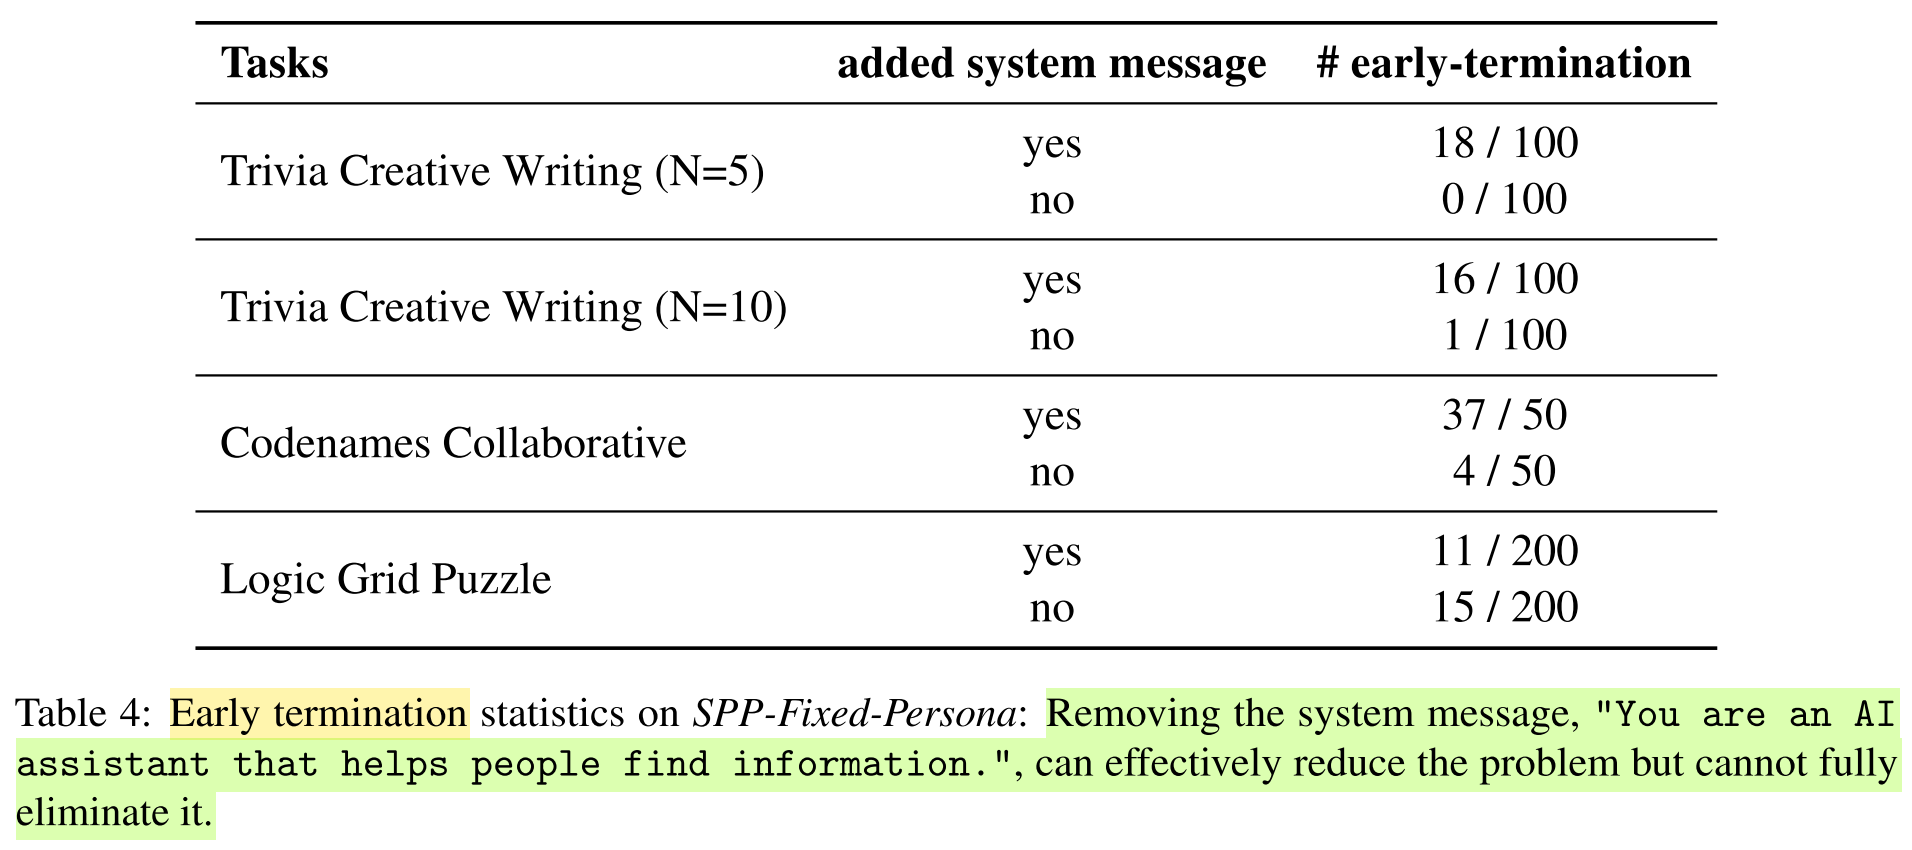 Tasks added system message # early-termination
Trivia Creative Writing (N=5) yes 18 / 100
no 0 / 100
Trivia Creative Writing (N=10) yes 16 / 100
no 1 / 100
Codenames Collaborative yes 37 / 50
no 4 / 50
Logic Grid Puzzle yes 11 / 200
no 15 / 200
Table 4: Early termination statistics on SPP-Fixed-Persona: Removing the system message, "You are an AI
assistant that helps people find information.", can effectively reduce the problem but cannot fully
eliminate it.